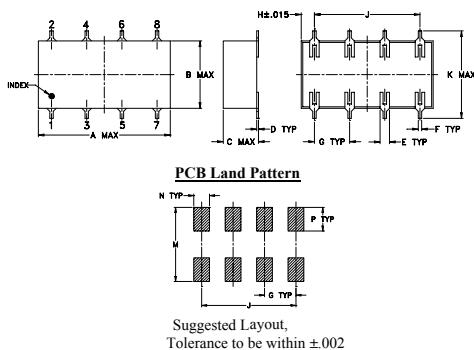 2 4 6 8
INDEX
1 3 5 7
A MAX
B MAX
C MAX
D TYP
H±.015
J
K MAX
G TYP
F TYP
E TYP
PCB Land Pattern
N TYP
P TYP
M
G TYP
J
Suggested Layout,
Tolerance to be within ±.002